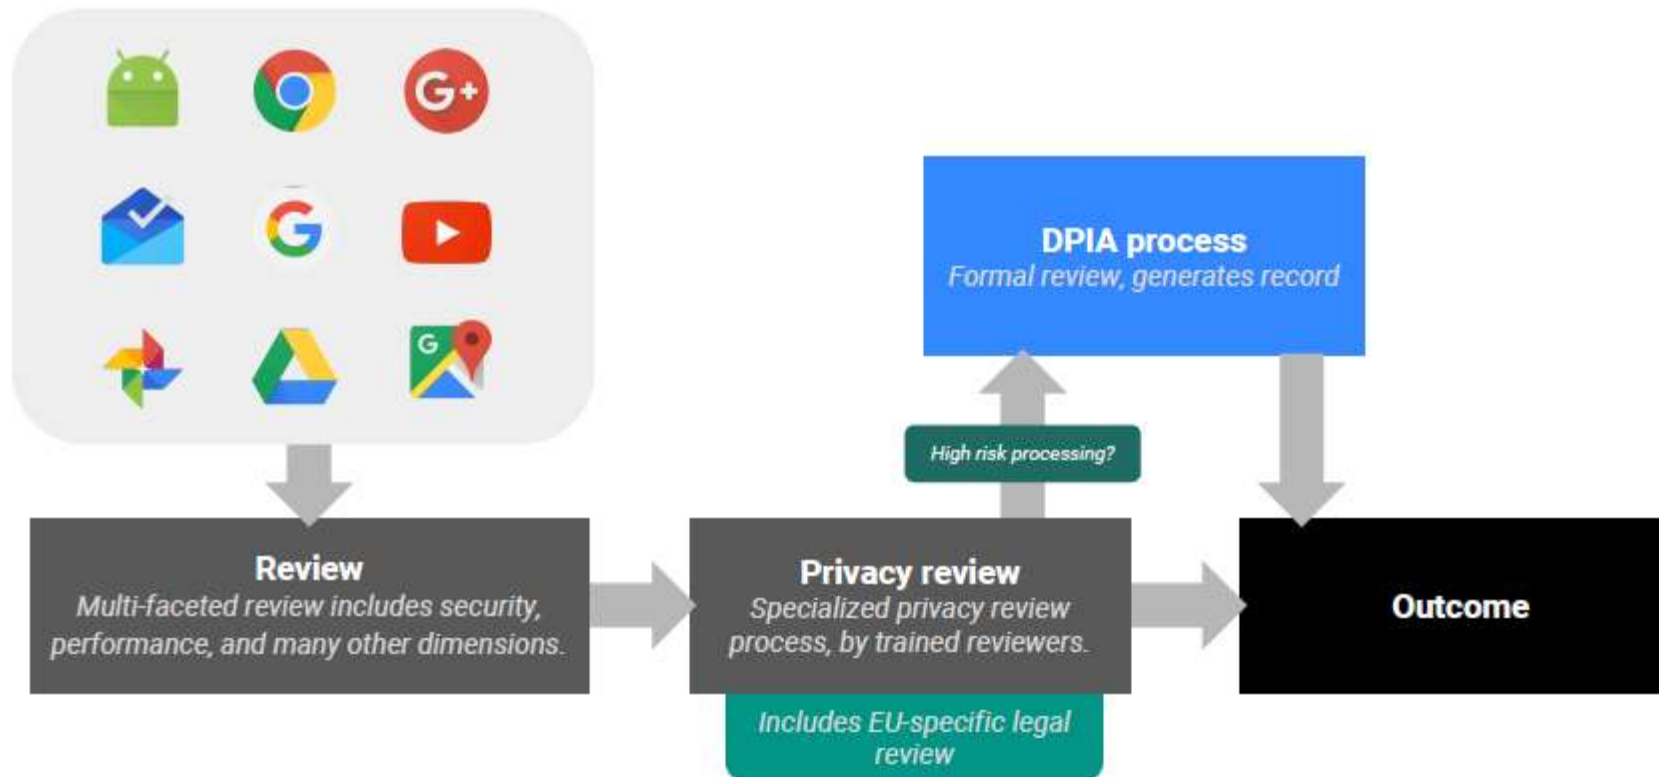 G+
G
G
DPIA process
Formal review, generates record
High risk processing?
Review
Multi-faceted review includes security,
performance, and many other dimensions.
Privacy review
Specialized privacy review
process, by trained reviewers.
Includes EU-specific legal
review
Outcome